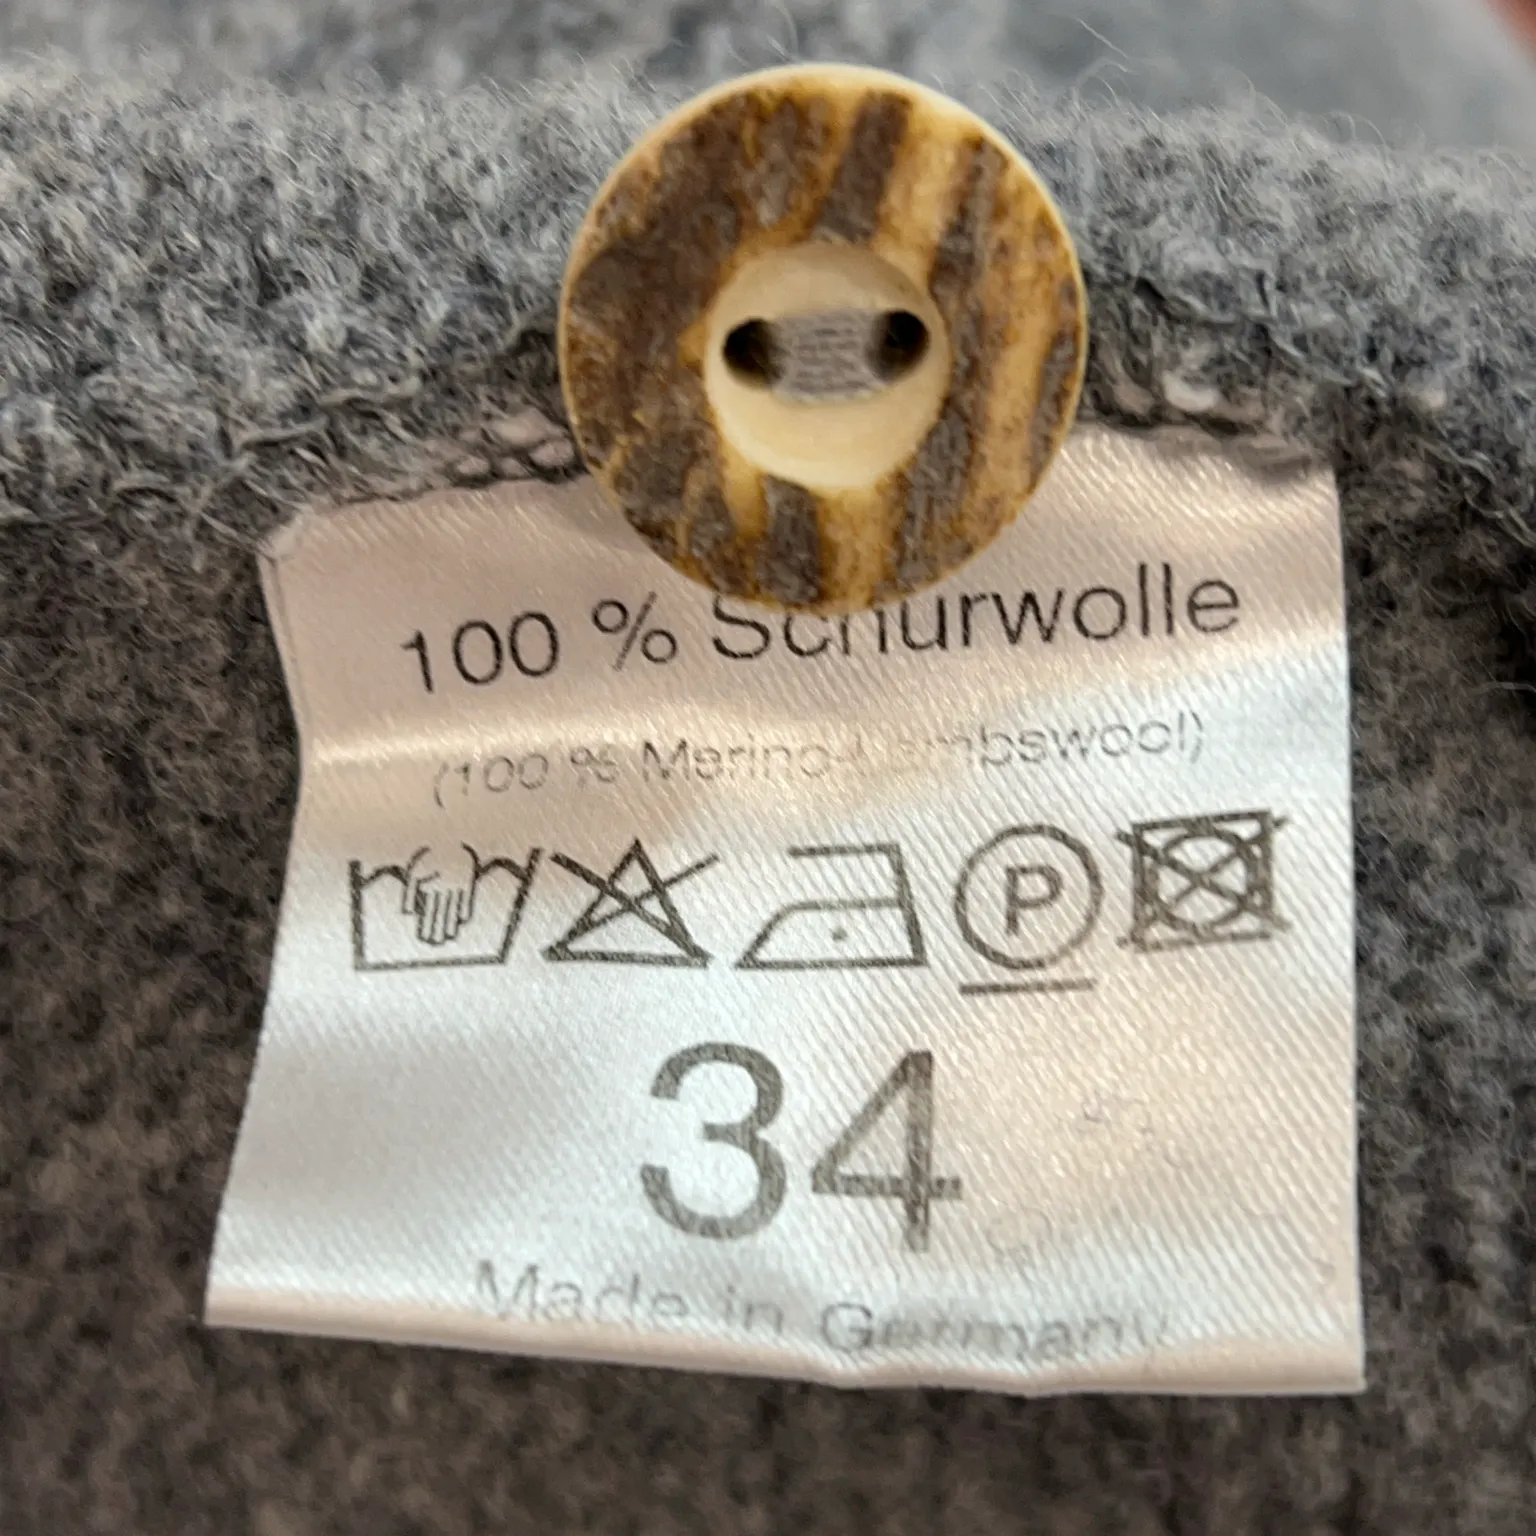 100 % Schurwolle
(100 % Merino-Lambswool)
P
34
Made in Germany